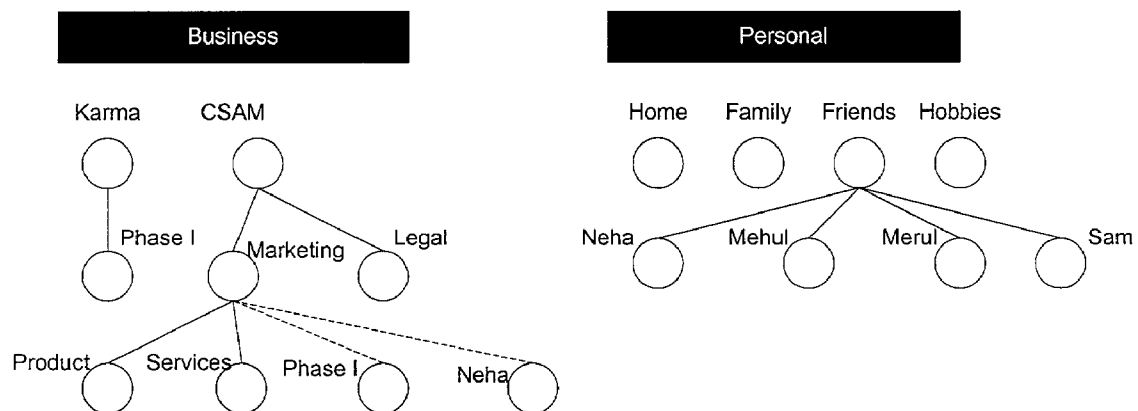 Business
Personal
Karma
CSAM
Home
Family
Friends
Hobbies
Phase I
Marketing
Legal
Neha
Mehul
Merul
Sam
Product
Services
Phase I
Neha